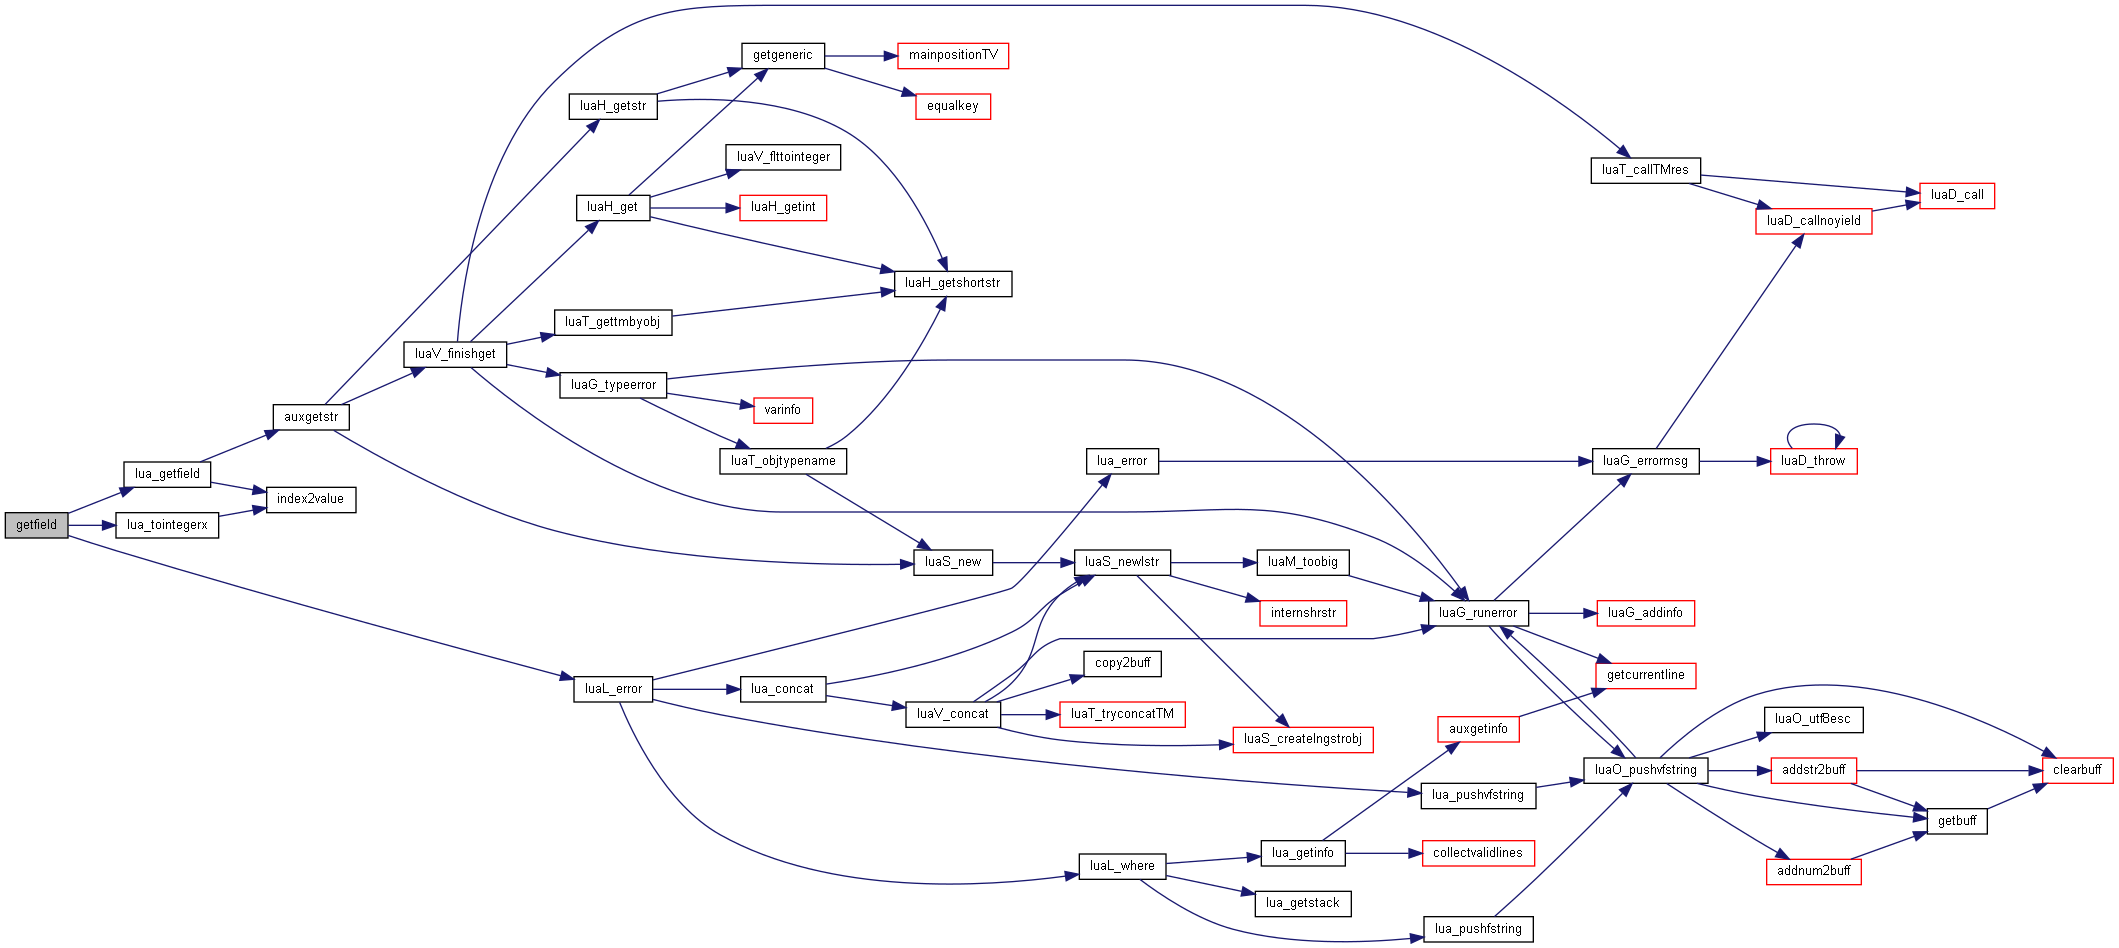 getgeneric
mainpositionTV
equalkey
luaH_getstr
luaV_flttointeger
luaT_callTMres
luaD_call
luaH_get
luaH_getint
luaD_callnoyield
luaH_getshortstr
luaT_gettmbyobj
luaV_finishget
luaG_typeerror
varinfo
auxgetstr
luaT_objtypename
lua_error
luaG_errormsg
luaD_throw
lua_getfield
index2value
getfield
lua_tointegerx
luaS_new
luaS_newlstr
luaM_toobig
internshrstr
luaG_runerror
luaG_addinfo
copy2buff
getcurrentline
luaL_error
lua_concat
luaV_concat
luaT_tryconcatTM
auxgetinfo
luaO_utf8esc
luaS_createlngstrobj
luaO_pushvfstring
addstr2buff
clearbuff
lua_pushvfstring
getbuff
lua_getinfo
collectvalidlines
luaL_where
addnum2buff
lua_getstack
lua_pushfstring